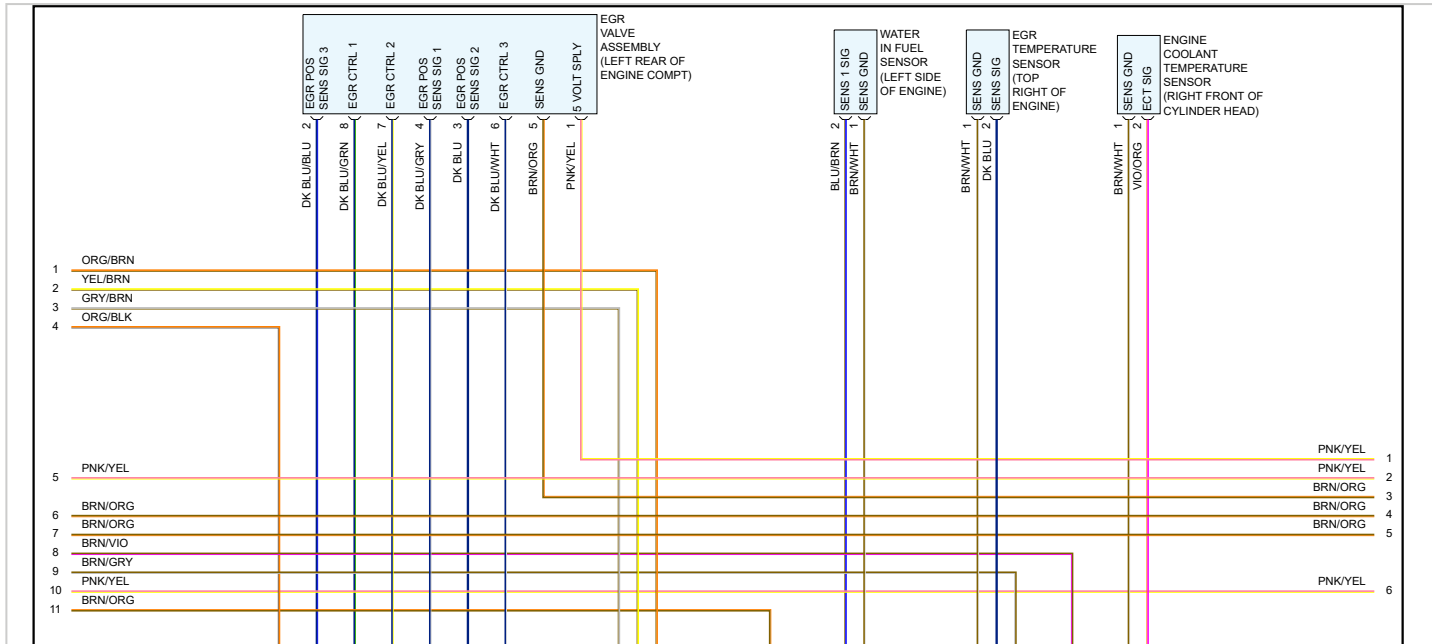 EGR
VALVE
ASSEMBLY
(LEFT REAR OF
ENGINE COMPT)
WATER
IN FUEL
SENSOR
(LEFT SIDE
OF ENGINE)
EGR
TEMPERATURE
SENSOR
(TOP
RIGHT OF
ENGINE)
ENGINE
COOLANT
TEMPERATURE
SENSOR
(RIGHT FRONT OF
CYLINDER HEAD)
EGR POS
SENS SIG 3
EGR CTRL 1
EGR CTRL 2
EGR POS
SENS SIG 1
EGR POS
SENS SIG 2
EGR CTRL 3
SENS GND
5 VOLT SPLY
SENS 1 SIG
SENS GND
SENS GND
SENS SIG
SENS GND
ECT SIG
2
8
7
4
3
6
5
1
2
1
1
2
1
2
DK BLU/BLU
DK BLU/GRN
DK BLU/YEL
DK BLU/GRY
DK BLU
DK BLU/WHT
BRN/ORG
PNK/YEL
BLU/BRN
BRN/WHT
BRN/WHT
DK BLU
BRN/WHT
VIO/ORG
1 ORG/BRN
2 YEL/BRN
3 GRY/BRN
4 ORG/BLK
PNK/YEL 1
5 PNK/YEL
PNK/YEL 2
BRN/ORG 3
6 BRN/ORG
BRN/ORG 4
7 BRN/ORG
BRN/ORG 5
8 BRN/VIO
9 BRN/GRY
10 PNK/YEL
PNK/YEL 6
11 BRN/ORG